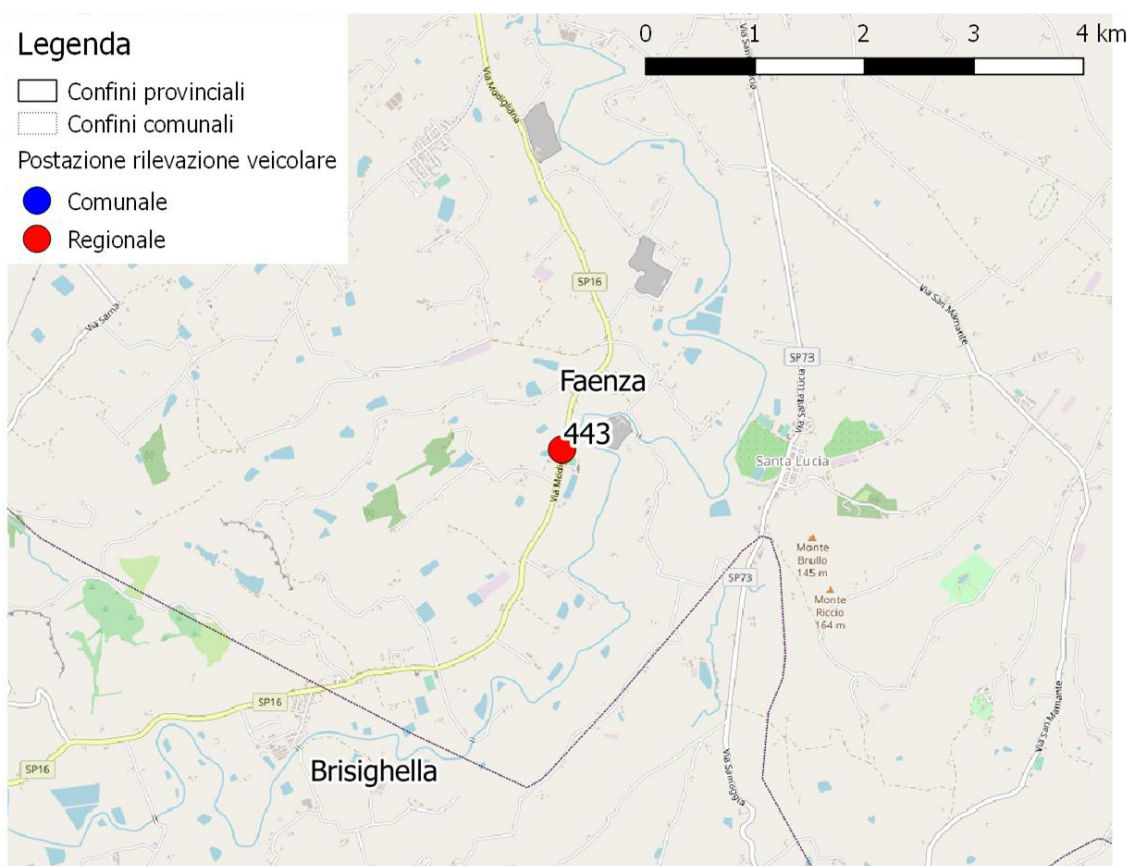 Legenda
Confini provinciali
Confini comunali
Postazione rilevazione veicolare
Comunale
Regionale
0 1 2 3 4 km
Via Modigliana
SP16
Via Sarna
Via San Mamante
SP73
Via Santa Lucia
Faenza
443
Santa Lucia
Monte
Brullo
145 m
SP73
Monte
Riccio
164 m
SP16
Via San Mamante
SP16
Brisighella
Via Samoggia